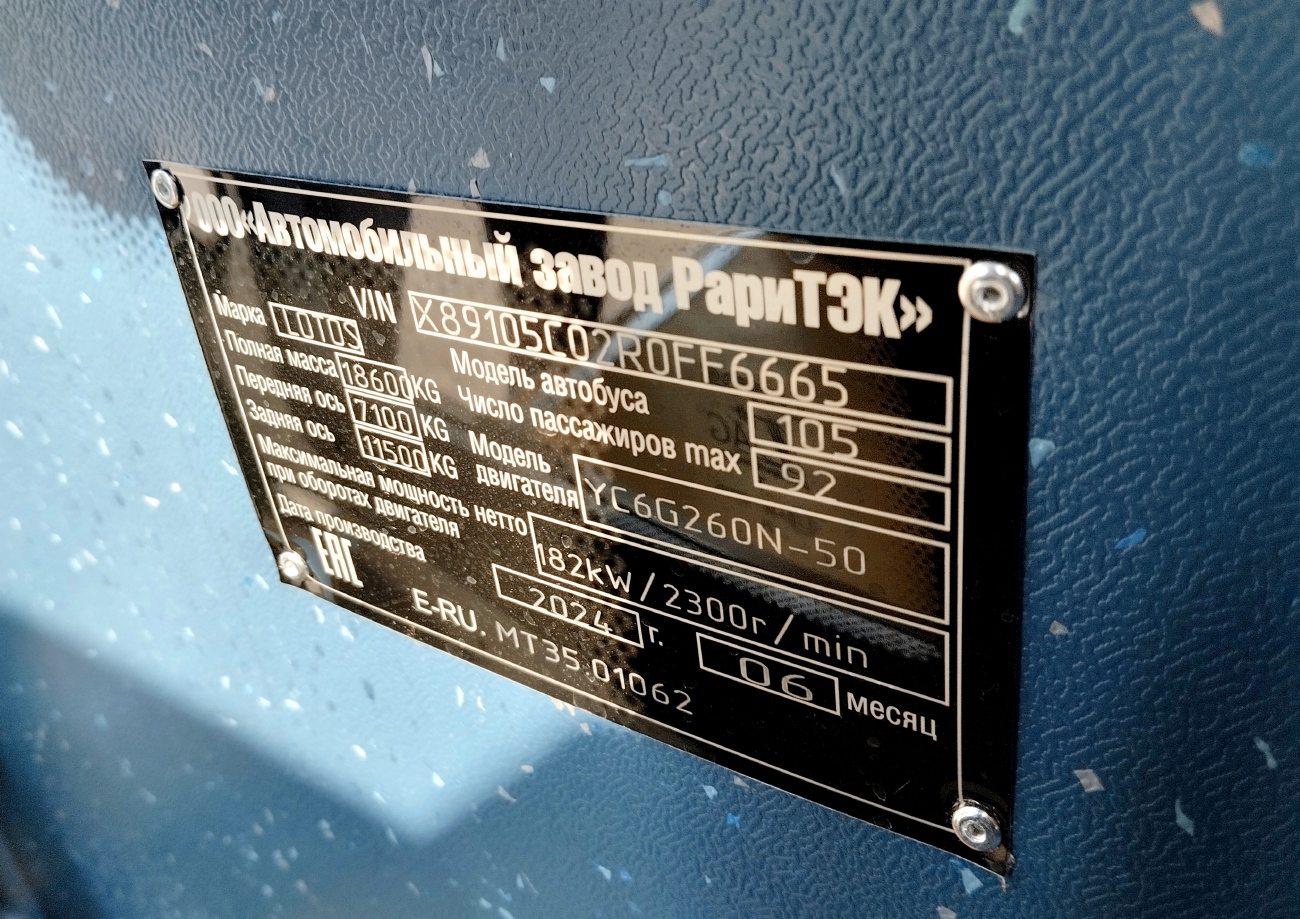 ООО «Автомобильный завод РариТЭК»
VIN X89105C02R0FF6665
Марка LOTOS
Модель автобуса 105
Полная масса 18600 KG
Число пассажиров max 92
Передняя ось 7100 KG
Задняя ось 11500 KG
Модель двигателя YC6G260N-50
Максимальная мощность нетто
при оборотах двигателя 182kW/2300r/min
Дата производства 2024 г. 06 месяц
EAC E-RU. МТ35.01062